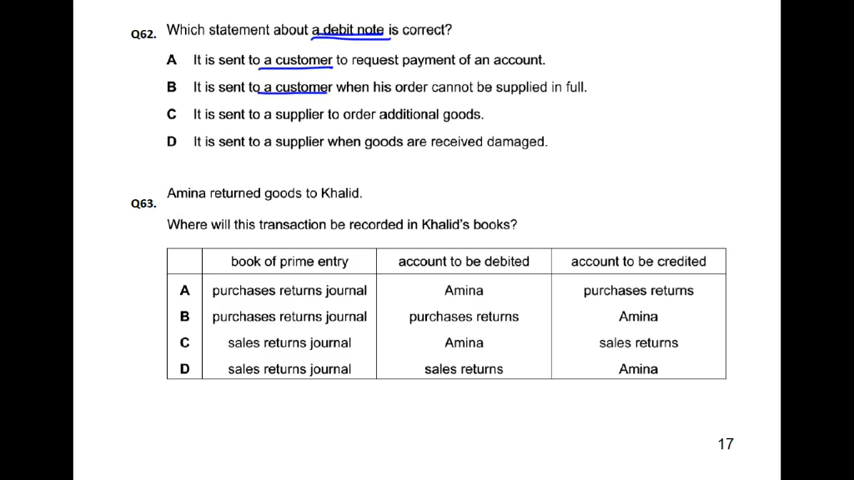 Q62. Which statement about a debit note is correct?
A It is sent to a customer to request payment of an account.
B It is sent to a customer when his order cannot be supplied in full.
C It is sent to a supplier to order additional goods.
D It is sent to a supplier when goods are received damaged.
Q63. Amina returned goods to Khalid.
Where will this transaction be recorded in Khalid's books?
book of prime entry account to be debited account to be credited
A purchases returns journal Amina purchases returns
B purchases returns journal purchases returns Amina
C sales returns journal Amina sales returns
D sales returns journal sales returns Amina
17